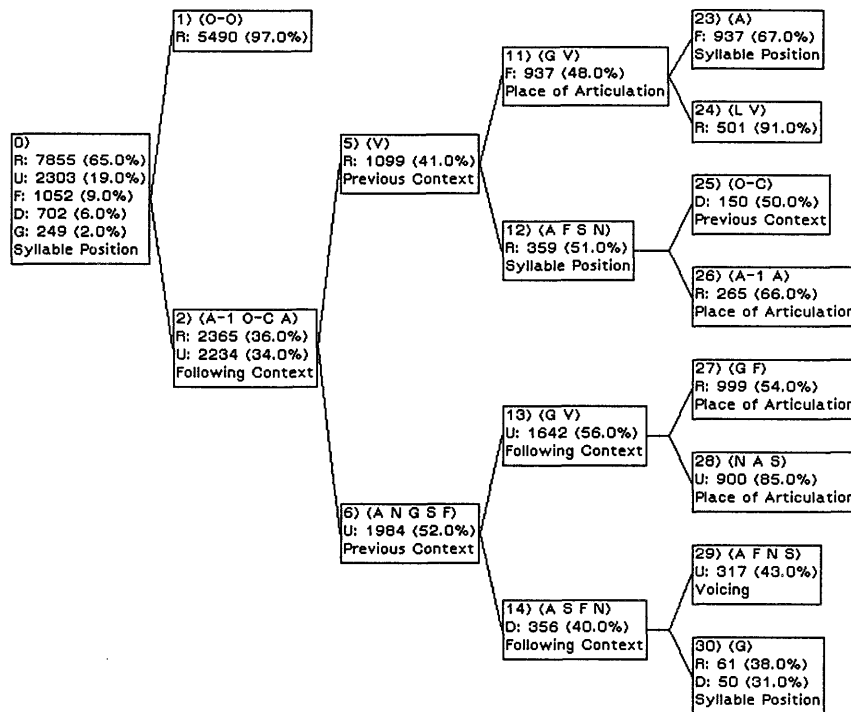 0)
R: 7855 (65.0%)
U: 2303 (19.0%)
F: 1052 (9.0%)
D: 702 (6.0%)
G: 249 (2.0%)
Syllable Position
1) (O-O)
R: 5490 (97.0%)
2) (A-1 O-C A)
R: 2365 (36.0%)
U: 2234 (34.0%)
Following Context
5) (V)
R: 1099 (41.0%)
Previous Context
6) (A N G S F)
U: 1984 (52.0%)
Previous Context
11) (G V)
F: 937 (48.0%)
Place of Articulation
12) (A F S N)
R: 359 (51.0%)
Syllable Position
13) (G V)
U: 1642 (56.0%)
Following Context
14) (A S F N)
D: 356 (40.0%)
Following Context
23) (A)
F: 937 (67.0%)
Syllable Position
24) (L V)
R: 501 (91.0%)
25) (O-C)
D: 150 (50.0%)
Previous Context
26) (A-1 A)
R: 265 (66.0%)
Place of Articulation
27) (G F)
R: 999 (54.0%)
Place of Articulation
28) (N A S)
U: 900 (85.0%)
Place of Articulation
29) (A F N S)
U: 317 (43.0%)
Voicing
30) (G)
R: 61 (38.0%)
D: 50 (31.0%)
Syllable Position